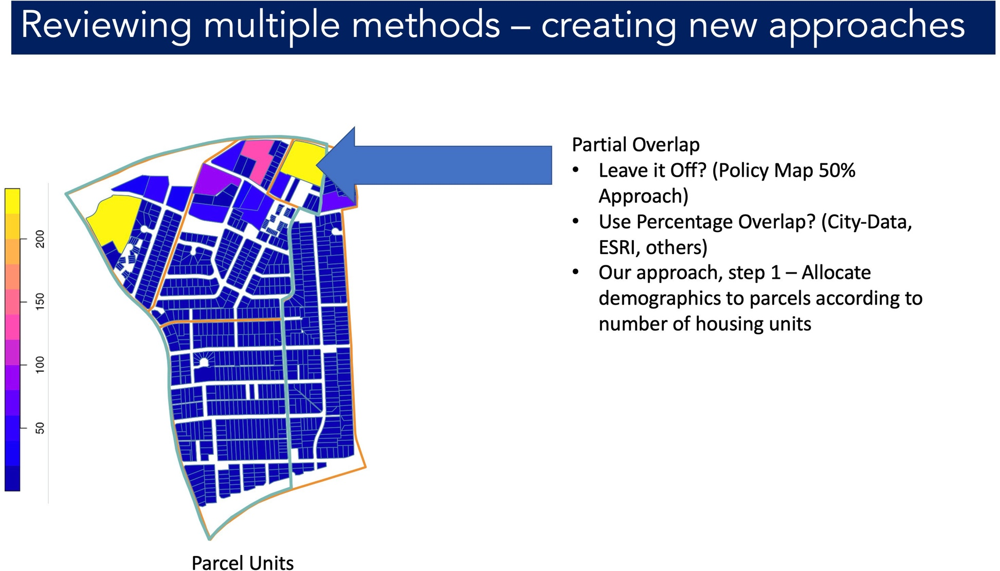 Reviewing multiple methods – creating new approaches
200
150
100
50
Partial Overlap
• Leave it Off? (Policy Map 50%
Approach)
• Use Percentage Overlap? (City-Data,
ESRI, others)
• Our approach, step 1 – Allocate
demographics to parcels according to
number of housing units
Parcel Units